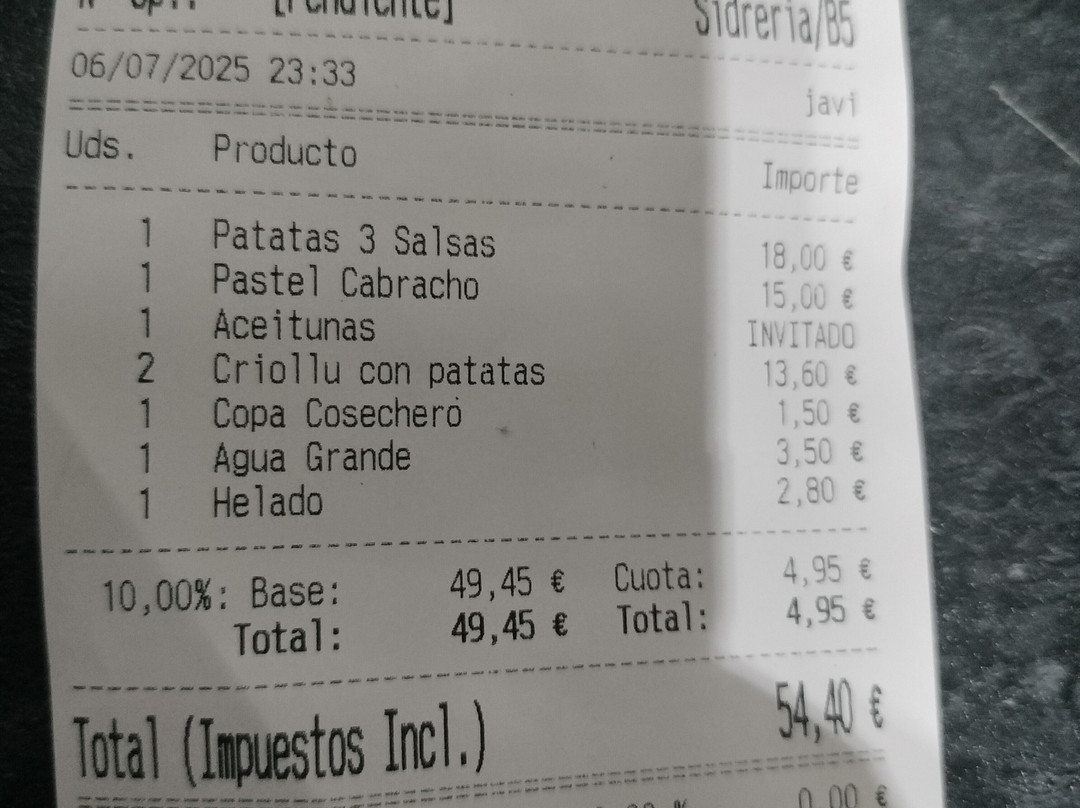 [Pendiente] Sidreria/B5
06/07/2025 23:33 javi
Uds. Producto Importe
1 Patatas 3 Salsas 18,00 €
1 Pastel Cabracho 15,00 €
1 Aceitunas INVITADO
2 Criollu con patatas 13,60 €
1 Copa Cosechero 1,50 €
1 Agua Grande 3,50 €
1 Helado 2,80 €
10,00%: Base: 49,45 € Cuota: 4,95 €
Total: 49,45 € Total: 4,95 €
Total (Impuestos Incl.) 54,40 €
0,00 €